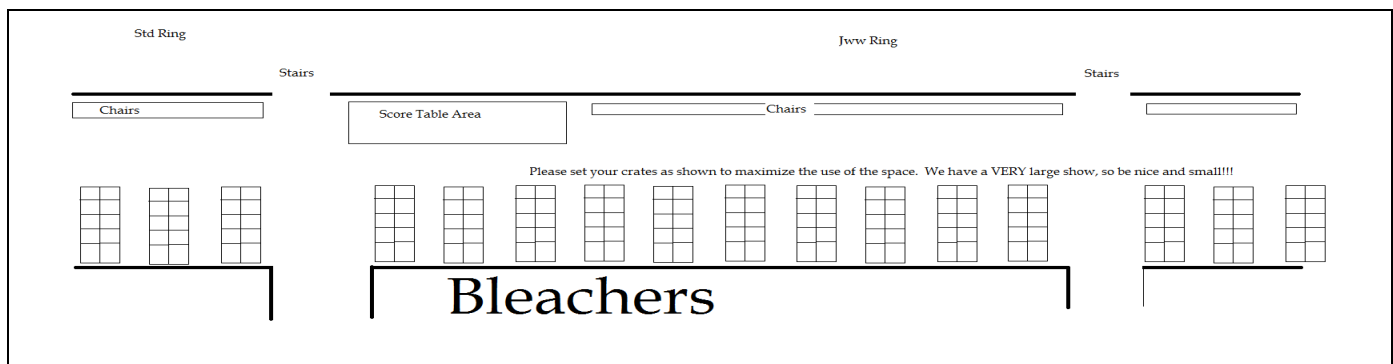 Std Ring
Jww Ring
Stairs
Stairs
Chairs
Score Table Area
Chairs
Please set your crates as shown to maximize the use of the space.  We have a VERY large show, so be nice and small!!!
Bleachers